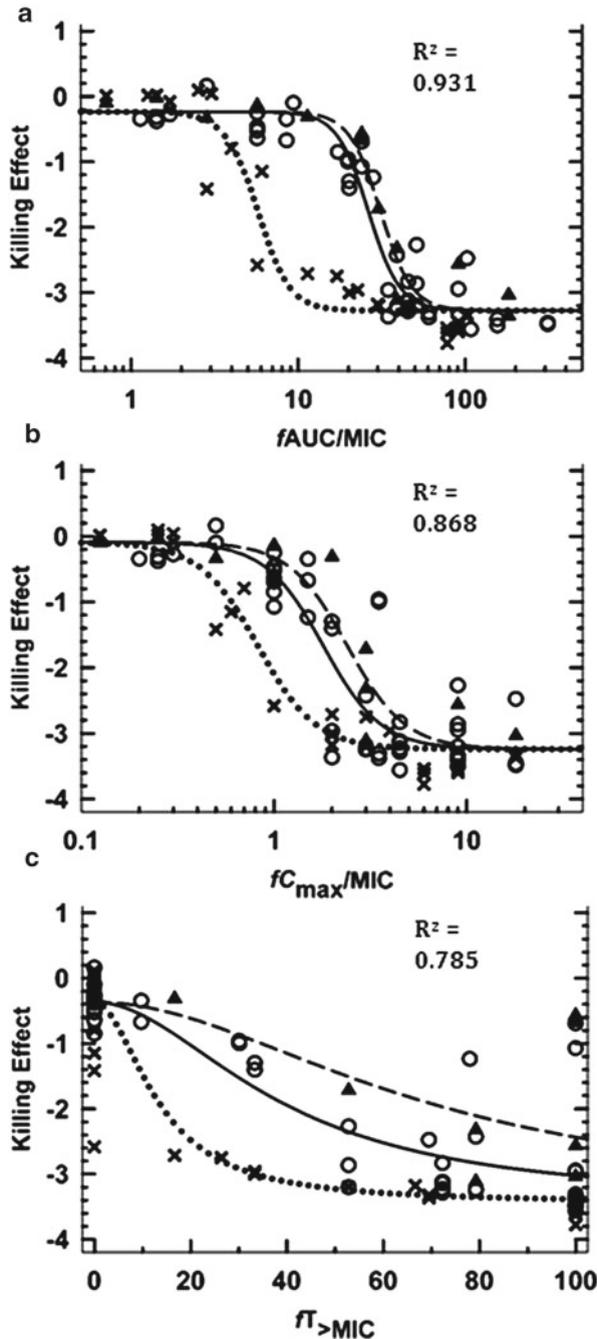 a
R² =
0.931
1
0
-1
-2
-3
-4
Killing Effect
1 10 100
fAUC/MIC
b
R² =
0.868
1
0
-1
-2
-3
-4
Killing Effect
0.1 1 10
fCmax/MIC
c
R² =
0.785
1
0
-1
-2
-3
-4
Killing Effect
0 20 40 60 80 100
fT>MIC